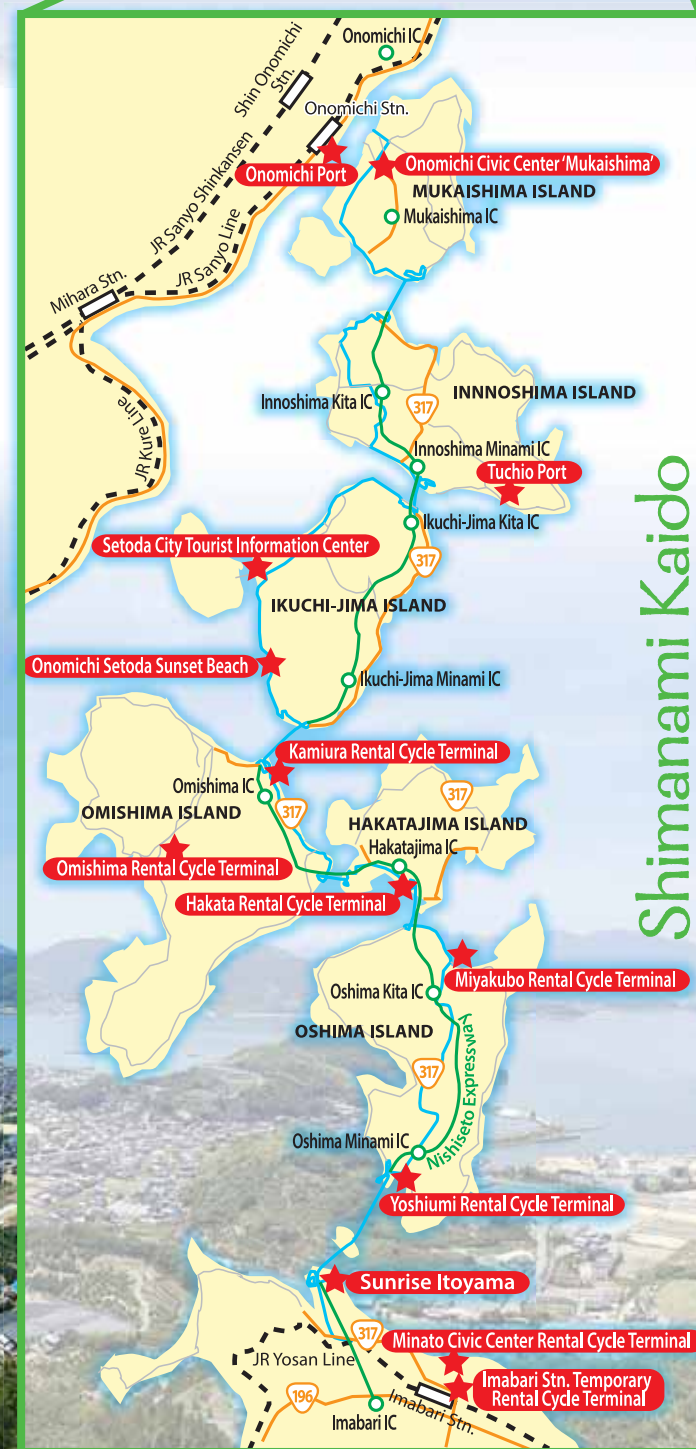 Onomichi IC
Shin Onomichi
Stn.
Onomichi Stn.
Onomichi Port
Onomichi Civic Center 'Mukaishima'
MUKAISHIMA ISLAND
Mukaishima IC
JR Sanyo Shinkansen
JR Sanyo Line
Mihara Stn.
JR Kure Line
Innoshima Kita IC
317
INNNOSHIMA ISLAND
Innoshima Minami IC
Tuchio Port
Ikuchi-Jima Kita IC
Setoda City Tourist Information Center
317
IKUCHI-JIMA ISLAND
Onomichi Setoda Sunset Beach
Ikuchi-Jima Minami IC
Shimanami Kaido
Kamiura Rental Cycle Terminal
Omishima IC
317
317
OMISHIMA ISLAND
HAKATAJIMA ISLAND
Hakatajima IC
Omishima Rental Cycle Terminal
Hakata Rental Cycle Terminal
Miyakubo Rental Cycle Terminal
Oshima Kita IC
OSHIMA ISLAND
317
Nishiseto Expressway
Oshima Minami IC
Yoshiumi Rental Cycle Terminal
Sunrise Itoyama
317
Minato Civic Center Rental Cycle Terminal
JR Yosan Line
Imabari Stn. Temporary
Rental Cycle Terminal
196
Imabari Stn.
Imabari IC